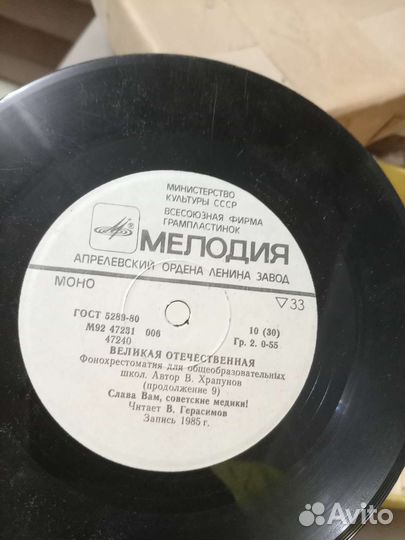 МИНИСТЕРСТВО
КУЛЬТУРЫ СССР
ВСЕСОЮЗНАЯ ФИРМА
ГРАМПЛАСТИНОК
МЕЛОДИЯ
АПРЕЛЕВСКИЙ ОРДЕНА ЛЕНИНА ЗАВОД
МОНО
▽33
ГОСТ 5289-80
10 (30)
М92 47231 006
Гр. 2. 0-55
47240
ВЕЛИКАЯ ОТЕЧЕСТВЕННАЯ
Фонохрестоматия для общеобразовательных
школ. Автор В. Храпунов
(продолжение 9)
Слава Вам, советские медики!
Читает В. Герасимов
Запись 1985 г.
Avito